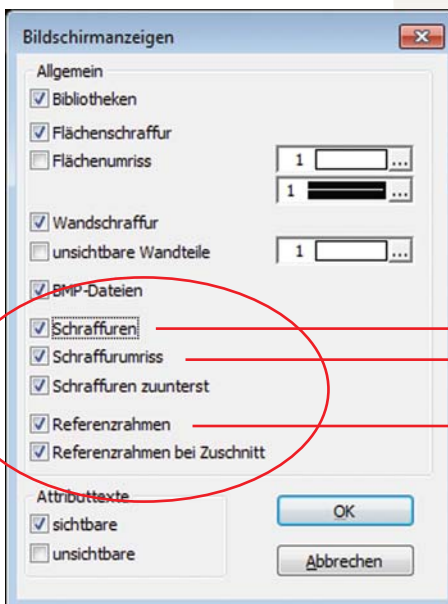 Bildschirmanzeigen
Allgemein
Bibliotheken
Flächenschraffur
Flächenumriss
1 ...
1 ...
Wandschraffur
unsichtbare Wandteile
1 ...
BMP-Dateien
Schraffuren
Schraffurumriss
Schraffuren zuunterst
Referenzrahmen
Referenzrahmen bei Zuschnitt
Attributtexte
sichtbare
unsichtbare
OK
Abbrechen